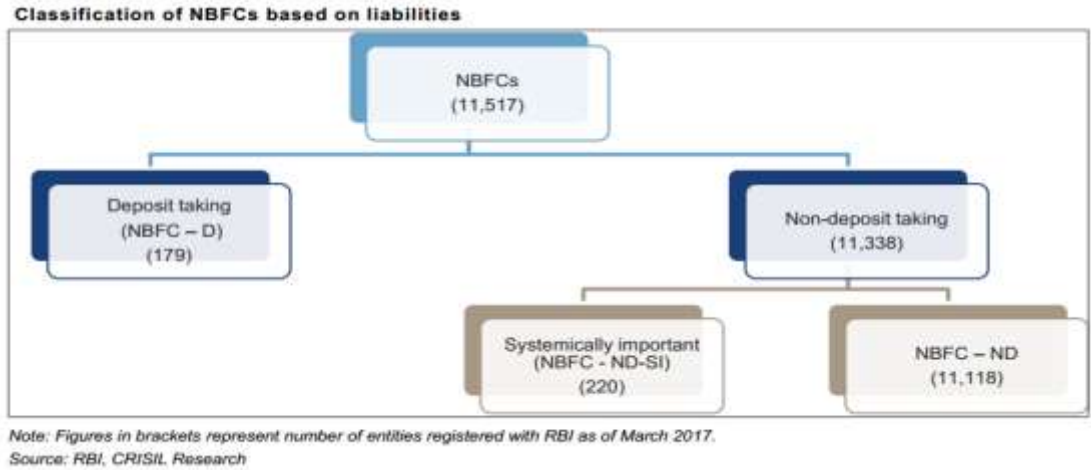 Classification of NBFCs based on liabilities
NBFCs
(11,517)
Deposit taking
(NBFC – D)
(179)
Non-deposit taking
(11,338)
Systemically important
(NBFC - ND-SI)
(220)
NBFC – ND
(11,118)
Note: Figures in brackets represent number of entities registered with RBI as of March 2017.
Source: RBI, CRISIL Research